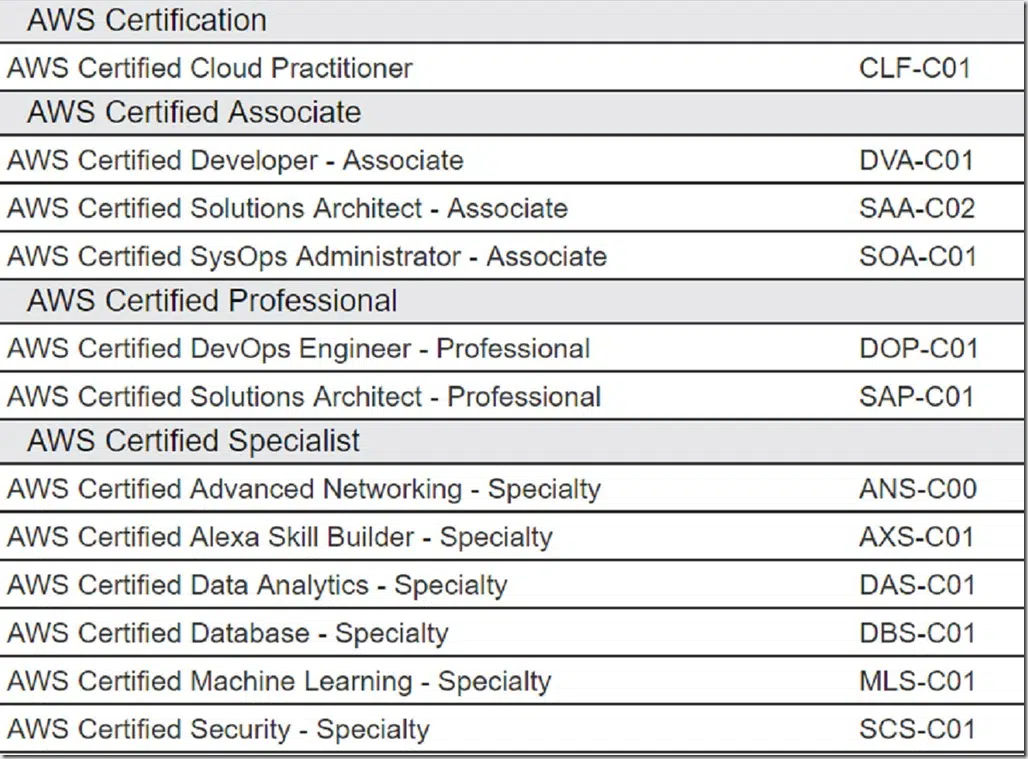 AWS Certification
AWS Certified Cloud Practitioner CLF-C01
AWS Certified Associate
AWS Certified Developer - Associate DVA-C01
AWS Certified Solutions Architect - Associate SAA-C02
AWS Certified SysOps Administrator - Associate SOA-C01
AWS Certified Professional
AWS Certified DevOps Engineer - Professional DOP-C01
AWS Certified Solutions Architect - Professional SAP-C01
AWS Certified Specialist
AWS Certified Advanced Networking - Specialty ANS-C00
AWS Certified Alexa Skill Builder - Specialty AXS-C01
AWS Certified Data Analytics - Specialty DAS-C01
AWS Certified Database - Specialty DBS-C01
AWS Certified Machine Learning - Specialty MLS-C01
AWS Certified Security - Specialty SCS-C01